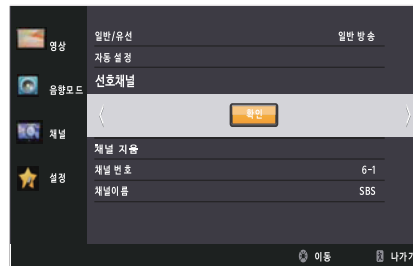 영상
음향모드
채널
설정
일반/유선 일반 방송
자동 설정
선호채널
확인
채널 지움
채널 번호 6-1
채널이름 SBS
이동 나가기